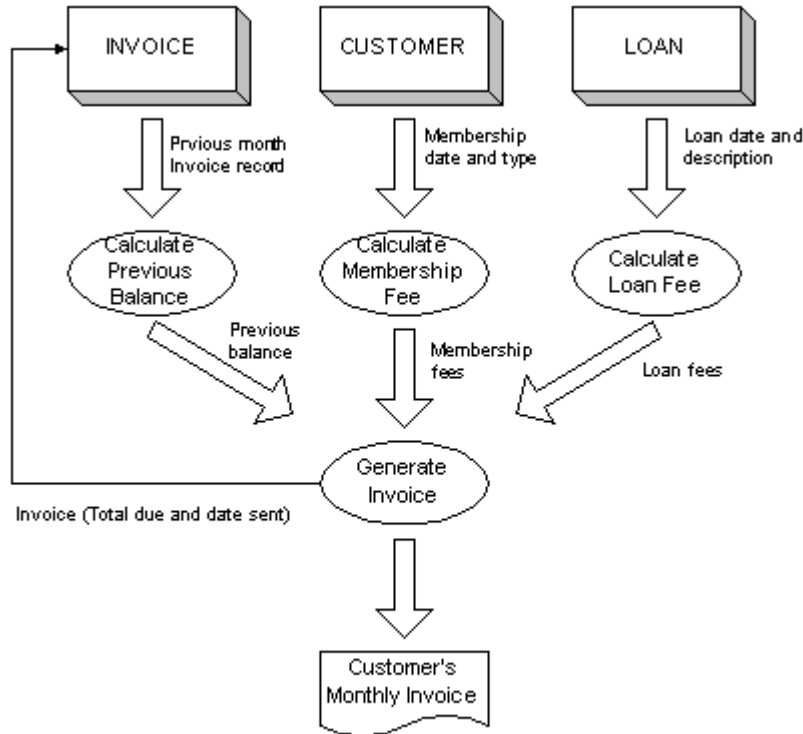 INVOICE
CUSTOMER
LOAN
Prvious month
Invoice record
Membership
date and type
Loan date and
description
Calculate
Previous
Balance
Calculate
Membership
Fee
Calculate
Loan Fee
Previous
balance
Membership
fees
Loan fees
Generate
Invoice
Invoice (Total due and date sent)
Customer's
Monthly Invoice